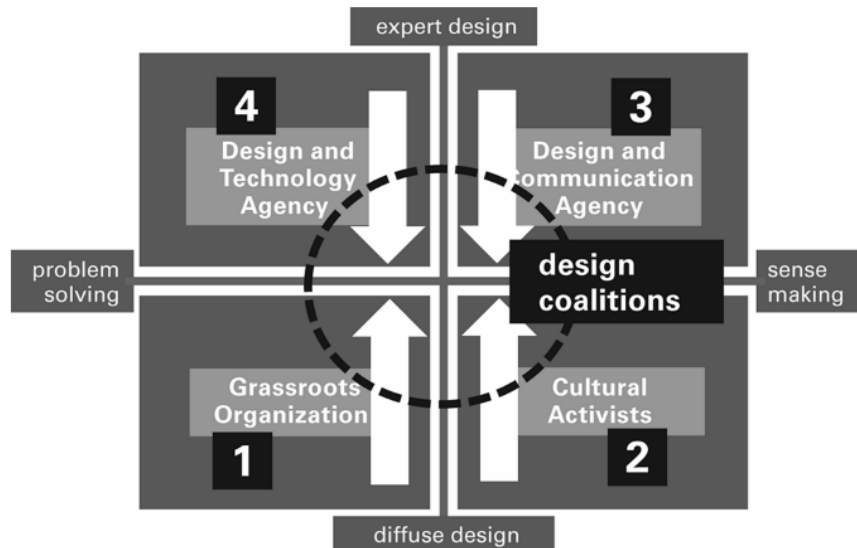 expert design
4
Design and
Technology
Agency
3
Design and
Communication
Agency
problem
solving
design
coalitions
sense
making
Grassroots
Organization
1
Cultural
Activists
2
diffuse design